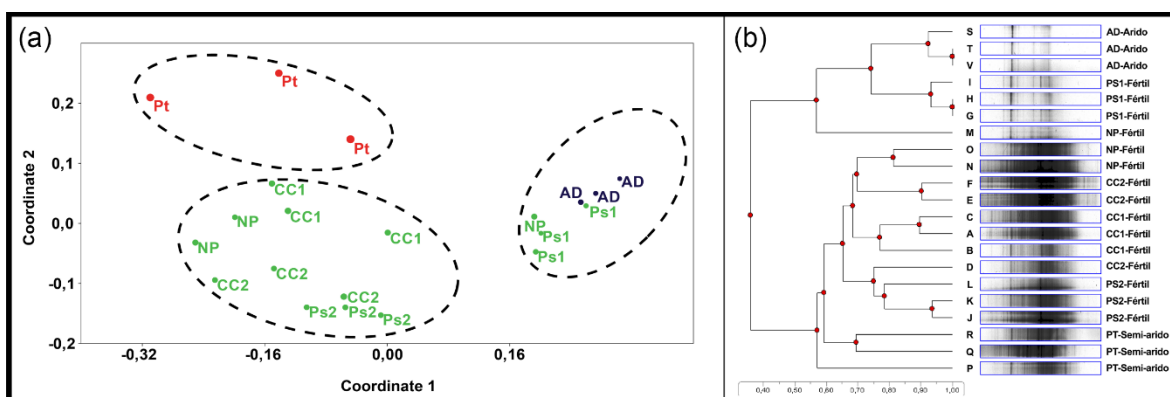 (a)
0,2
0,1
0,0
-0,1
-0,2
Pt
Pt
Pt
CC1
NP
CC1
NP
CC1
CC2
CC2
CC2
Ps2
Ps2
Ps2
AD
AD
AD
Ps1
NP
Ps1
Ps1
-0,32
-0,16
0,00
0,16
Coordinate 1
Coordinate 2
(b)
S AD-Arido
T AD-Arido
V AD-Arido
I PS1-Fértil
H PS1-Fértil
G PS1-Fértil
M NP-Fértil
O NP-Fértil
N NP-Fértil
F CC2-Fértil
E CC2-Fértil
C CC1-Fértil
A CC1-Fértil
B CC1-Fértil
D CC2-Fértil
L PS2-Fértil
K PS2-Fértil
J PS2-Fértil
R PT-Semi-arido
Q PT-Semi-arido
P PT-Semi-arido
0,40 0,50 0,60 0,70 0,80 0,90 1,00